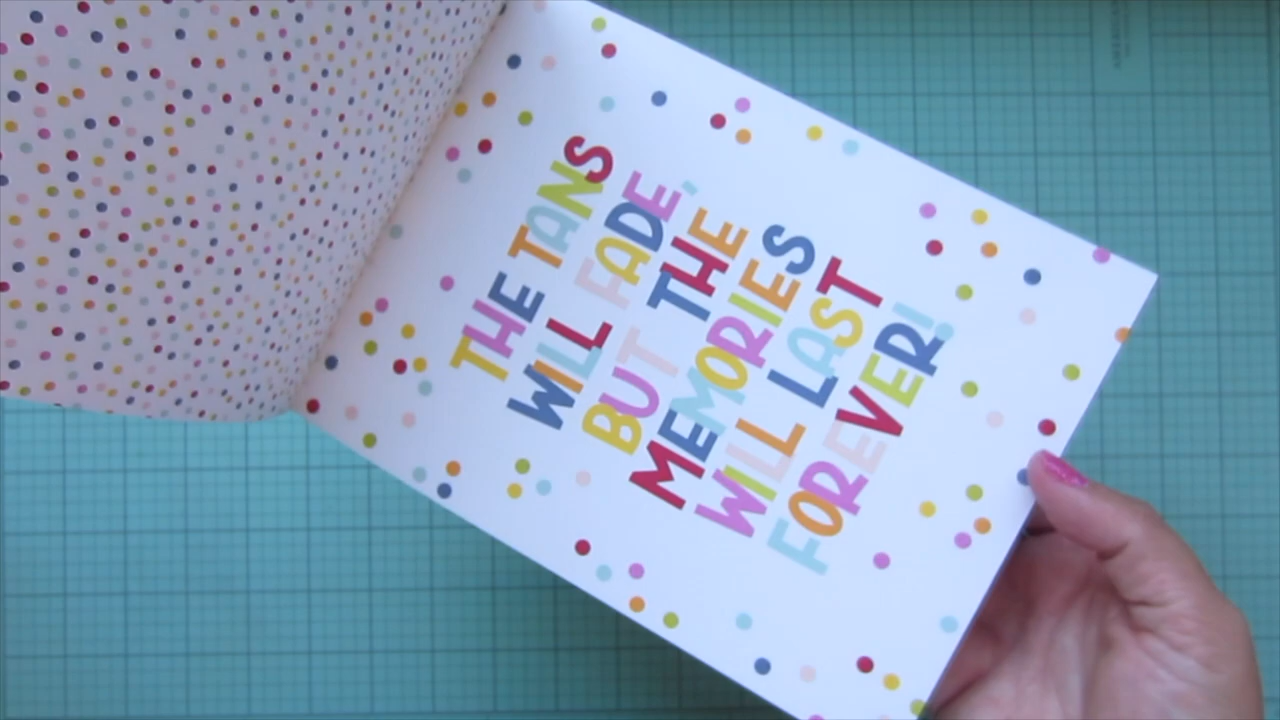 THE TANS
WILL FADE,
BUT THE
MEMORIES
WILL LAST
FOREVER!